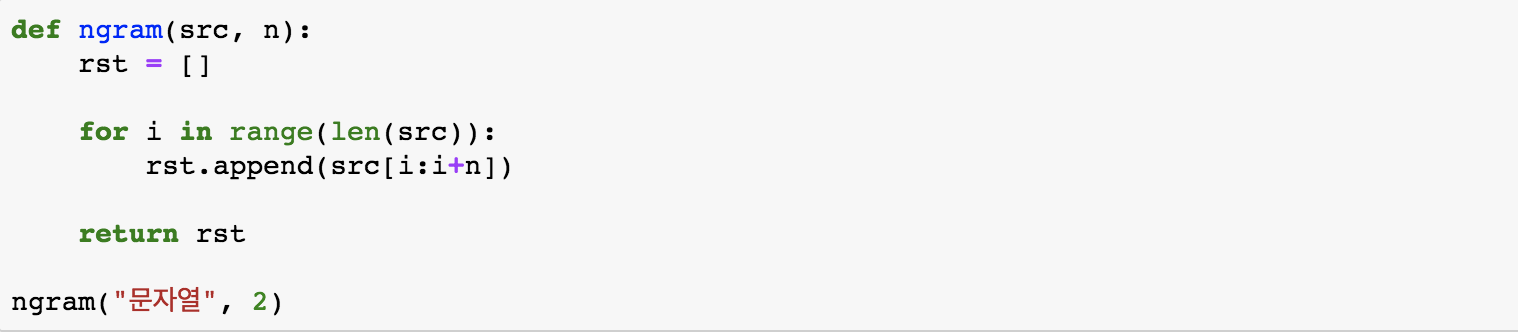 def ngram(src, n):
    rst = []
    for i in range(len(src)):
        rst.append(src[i:i+n])
    return rst
ngram("문자열", 2)